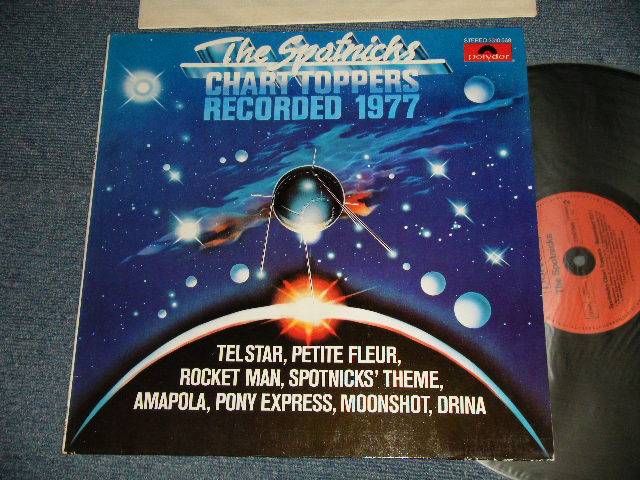 The Spotnicks
CHART TOPPERS
RECORDED 1977
polydor
TELSTAR, PETITE FLEUR,
ROCKET MAN, SPOTNICKS' THEME,
AMAPOLA, PONY EXPRESS, MOONSHOT, DRINA
The Spotnicks